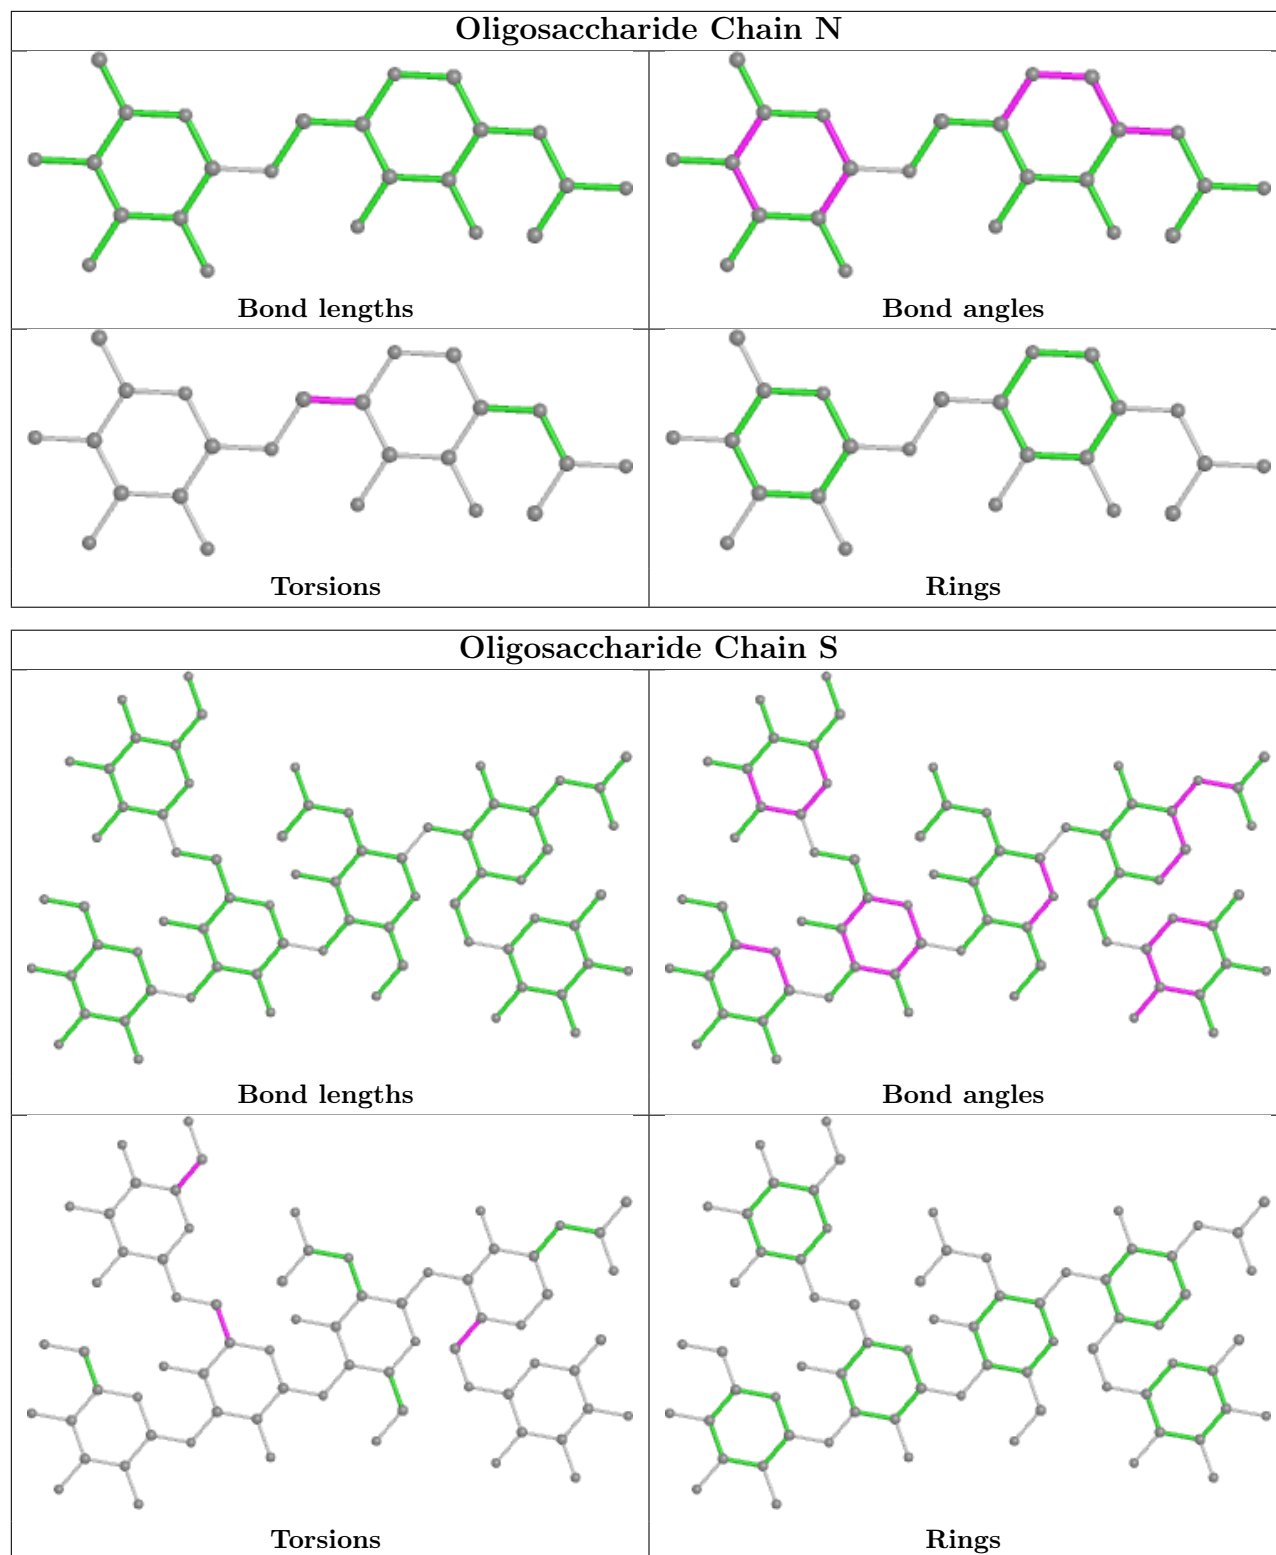 Oligosaccharide Chain N
Bond lengths
Bond angles
Torsions
Rings
Oligosaccharide Chain S
Bond lengths
Bond angles
Torsions
Rings